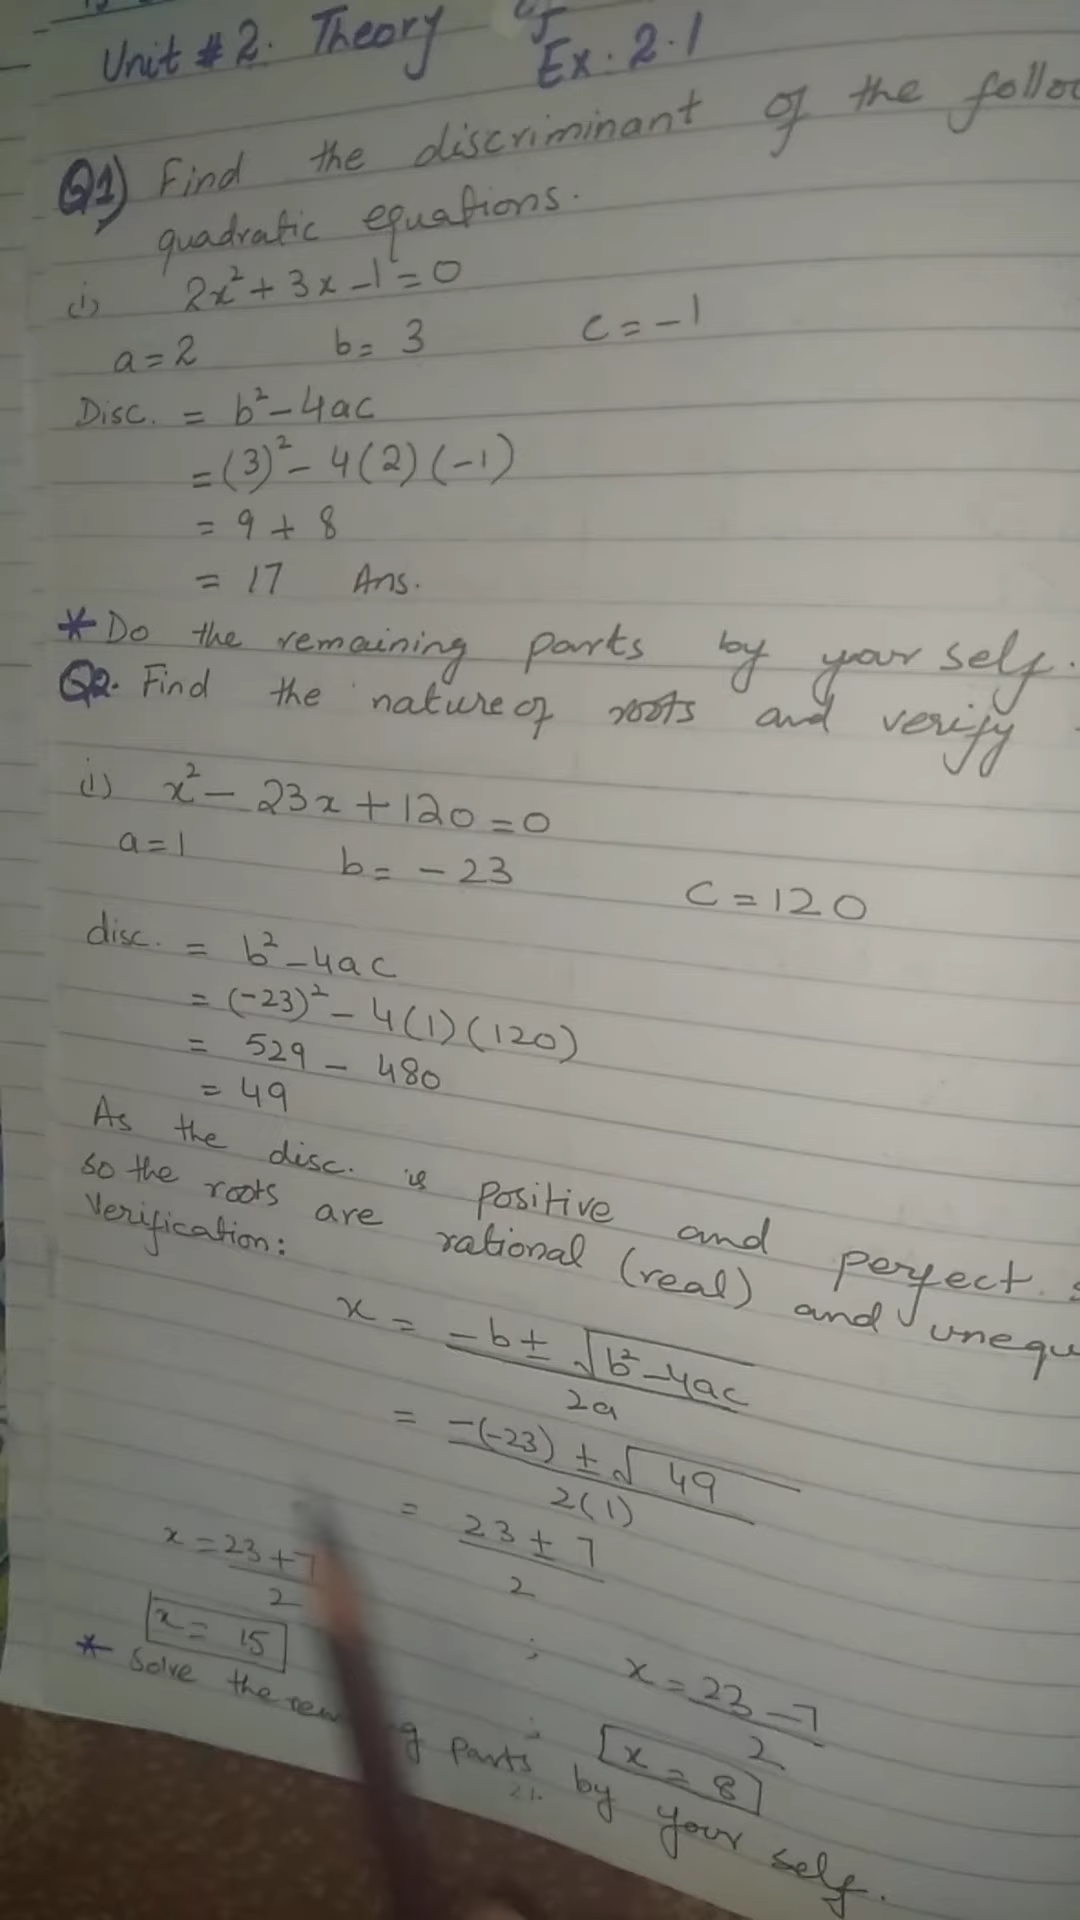 Unit #2. Theory of
Ex. 2.1
Q1) Find the discriminant of the
quadratic equations.
(i) 2x² + 3x - 1 = 0
a = 2 b = 3 c = -1
Disc. = b² - 4ac
= (3)² - 4(2)(-1)
= 9 + 8
= 17 Ans.
* Do the remaining parts by your self.
Q2. Find the nature of roots and verify
(i) x² - 23x + 120 = 0
a = 1 b = -23 c = 120
disc. = b² - 4ac
= (-23)² - 4(1)(120)
= 529 - 480
= 49
As the disc. is positive and perfect
so the roots are rational (real) and
Verification:
x = -b ± √b² - 4ac / 2a
= -(-23) ± √49 / 2(1)
= 23 ± 7 / 2
x = 23 + 7 / 2 ; x = 23 - 7 / 2
x = 15 ; x = 8
* Solve the parts by your self.